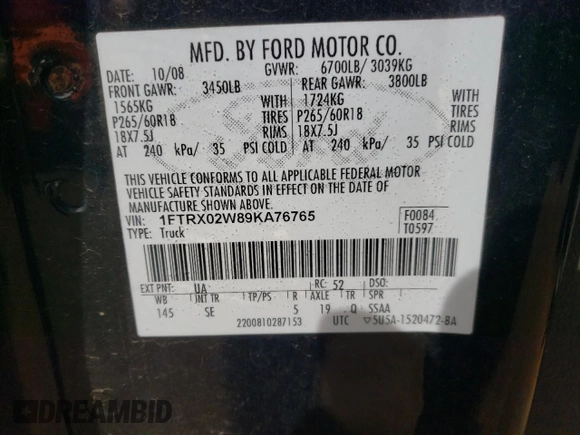 MFD. BY FORD MOTOR CO.
DATE: 10/08 GVWR: 6700LB/ 3039KG
FRONT GAWR: 3450LB REAR GAWR: 3800LB
1565KG WITH 1724KG WITH
P265/60R18 TIRES P265/60R18 TIRES
18X7.5J RIMS 18X7.5J RIMS
AT 240 kPa/ 35 PSI COLD AT 240 kPa/ 35 PSI COLD
THIS VEHICLE CONFORMS TO ALL APPLICABLE FEDERAL MOTOR
VEHICLE SAFETY STANDARDS IN EFFECT ON THE DATE OF
MANUFACTURE SHOWN ABOVE.
VIN: 1FTRX02W89KA76765 F0084
TYPE: Truck T0597
EXT PNT: UA RC: 52 DSO:
WB INT TR TP/PS R AXLE TR SPR
145 SE 5 19 Q SSAA
2200810287153 UTC ▽5U5A-1520472-BA
DREAMBID